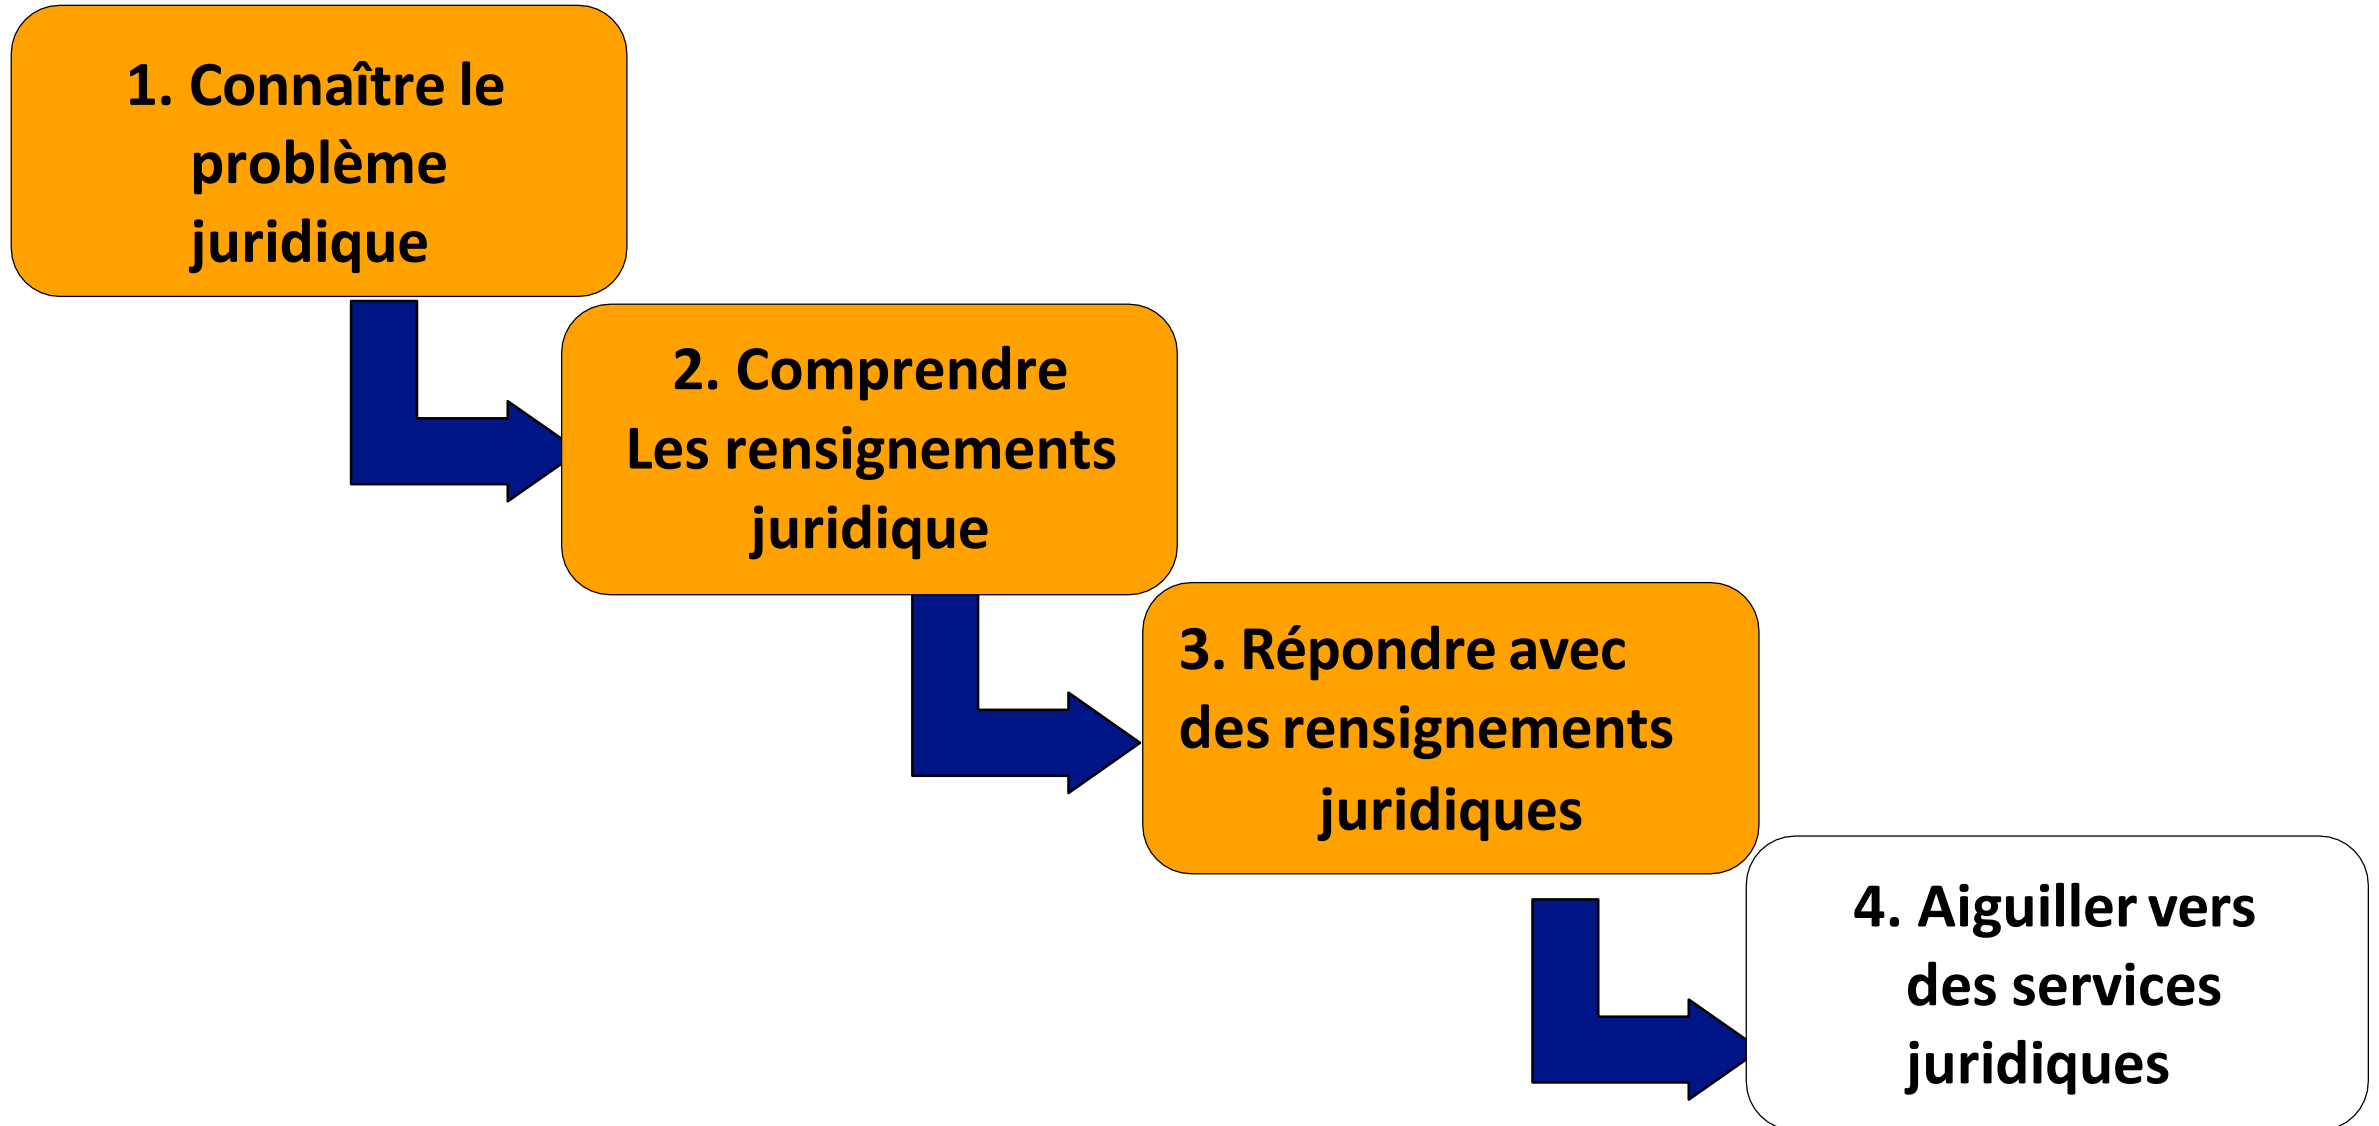 1. Connaître le
problème
juridique
2. Comprendre
Les rensignements
juridique
3. Répondre avec
des rensignements
juridiques
4. Aiguiller vers
des services
juridiques